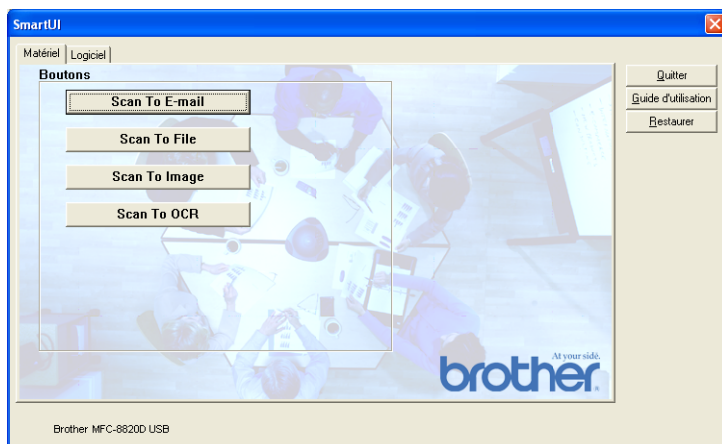 SmartUI
Matériel Logiciel
Boutons
Scan To E-mail
Scan To File
Scan To Image
Scan To OCR
Quitter
Guide d'utilisation
Restaurer
At your side.
brother
Brother MFC-8820D USB